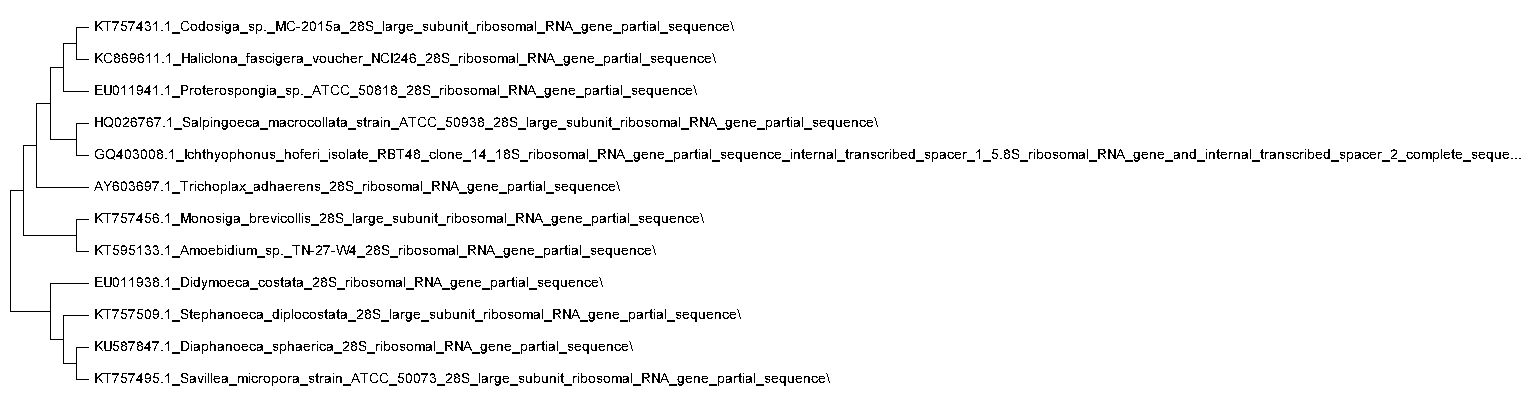 KT757431.1_Codosiga_sp._MC-2015a_28S_large_subunit_ribosomal_RNA_gene_partial_sequence\
KC869611.1_Haliclona_fascigera_voucher_NCI246_28S_ribosomal_RNA_gene_partial_sequence\
EU011941.1_Proterospongia_sp._ATCC_50818_28S_ribosomal_RNA_gene_partial_sequence\
HQ026767.1_Salpingoeca_macrocollata_strain_ATCC_50938_28S_large_subunit_ribosomal_RNA_gene_partial_sequence\
GQ403008.1_Ichthyophonus_hoferi_isolate_RBT48_clone_14_18S_ribosomal_RNA_gene_partial_sequence_internal_transcribed_spacer_1_5.8S_ribosomal_RNA_gene_and_internal_transcribed_spacer_2_complete_seque...
AY603697.1_Trichoplax_adhaerens_28S_ribosomal_RNA_gene_partial_sequence\
KT757456.1_Monosiga_brevicollis_28S_large_subunit_ribosomal_RNA_gene_partial_sequence\
KT595133.1_Amoebidium_sp._TN-27-W4_28S_ribosomal_RNA_gene_partial_sequence\
EU011938.1_Didymoeca_costata_28S_ribosomal_RNA_gene_partial_sequence\
KT757509.1_Stephanoeca_diplocostata_28S_large_subunit_ribosomal_RNA_gene_partial_sequence\
KU587847.1_Diaphanoeca_sphaerica_28S_ribosomal_RNA_gene_partial_sequence\
KT757495.1_Savillea_micropora_strain_ATCC_50073_28S_large_subunit_ribosomal_RNA_gene_partial_sequence\